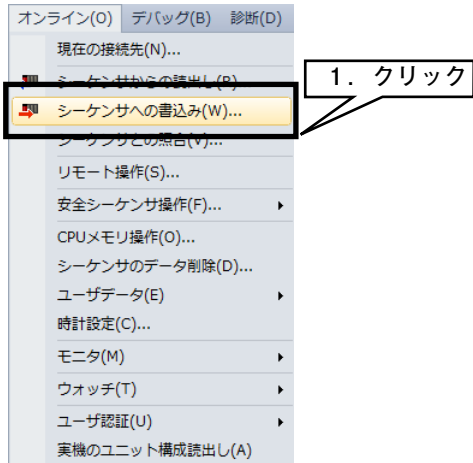 オンライン(O) デバッグ(B) 診断(D)
現在の接続先(N)...
シーケンサからの読出し(R)...
1. クリック
シーケンサへの書込み(W)...
シーケンサとの照合(V)...
リモート操作(S)...
安全シーケンサ操作(F)...
CPUメモリ操作(O)...
シーケンサのデータ削除(D)...
ユーザデータ(E)
時計設定(C)...
モニタ(M)
ウォッチ(T)
ユーザ認証(U)
実機のユニット構成読出し(A)